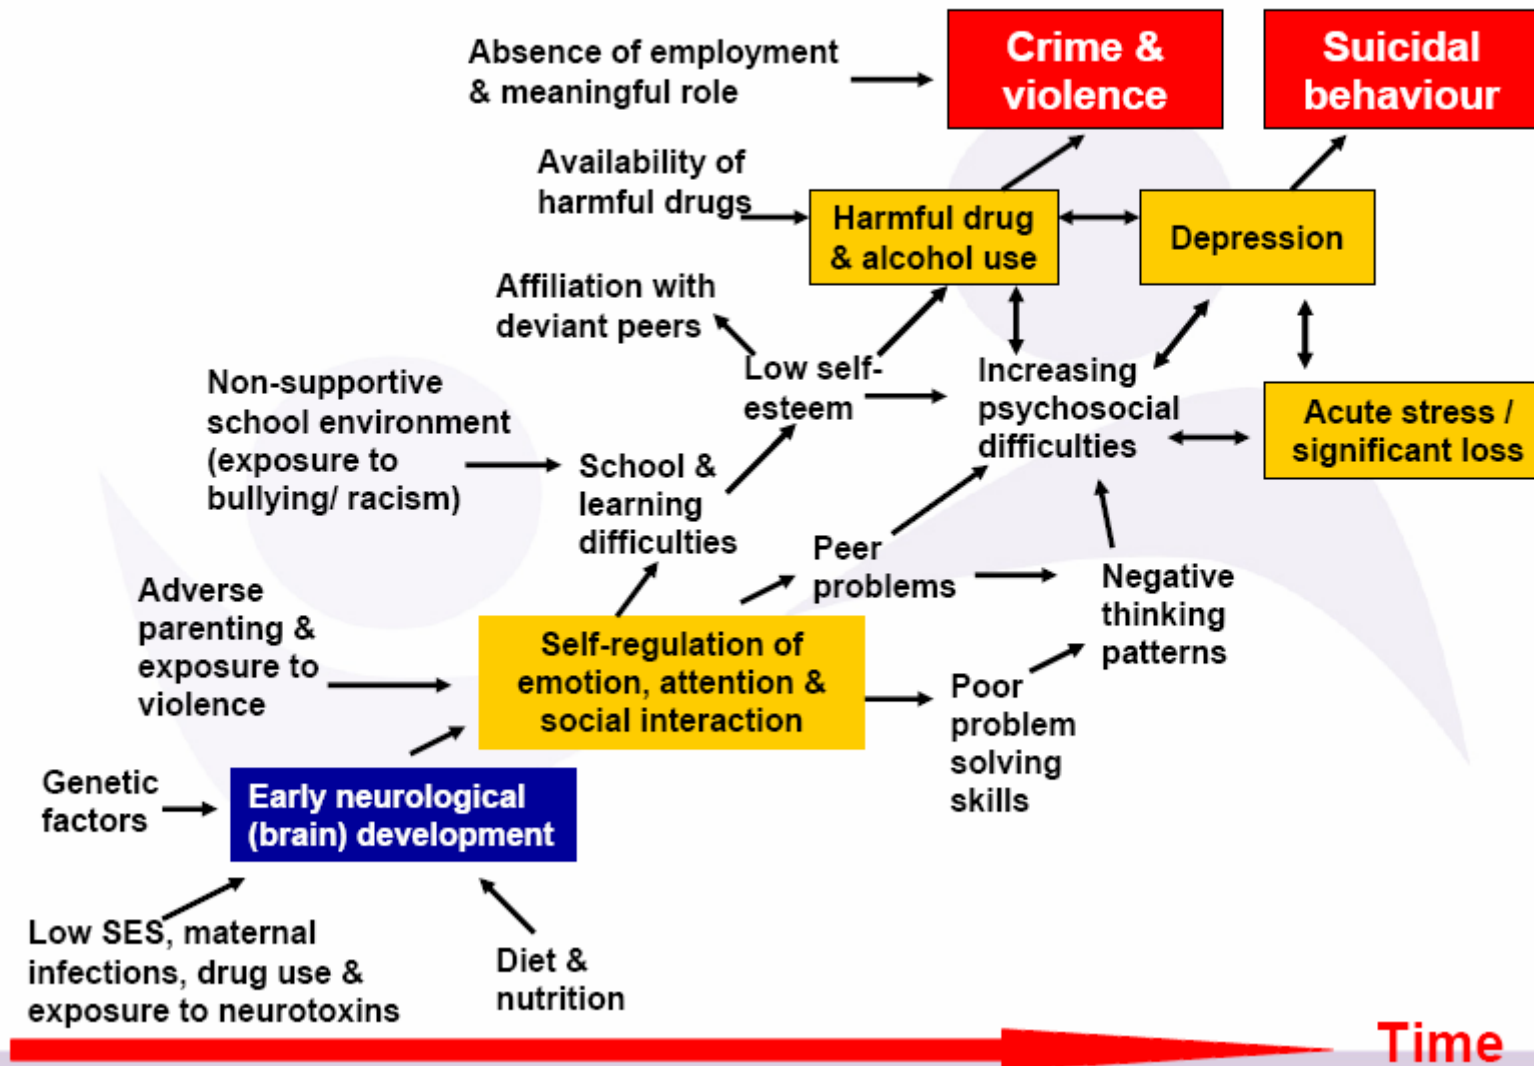 Absence of employment
& meaningful role
Crime &
violence
Suicidal
behaviour
Availability of
harmful drugs
Harmful drug
& alcohol use
Depression
Affiliation with
deviant peers
Low self-
esteem
Increasing
psychosocial
difficulties
Acute stress /
significant loss
Non-supportive
school environment
(exposure to
bullying/ racism)
School &
learning
difficulties
Peer
problems
Negative
thinking
patterns
Adverse
parenting &
exposure to
violence
Self-regulation of
emotion, attention &
social interaction
Poor
problem
solving
skills
Genetic
factors
Early neurological
(brain) development
Low SES, maternal
infections, drug use &
exposure to neurotoxins
Diet &
nutrition
Time